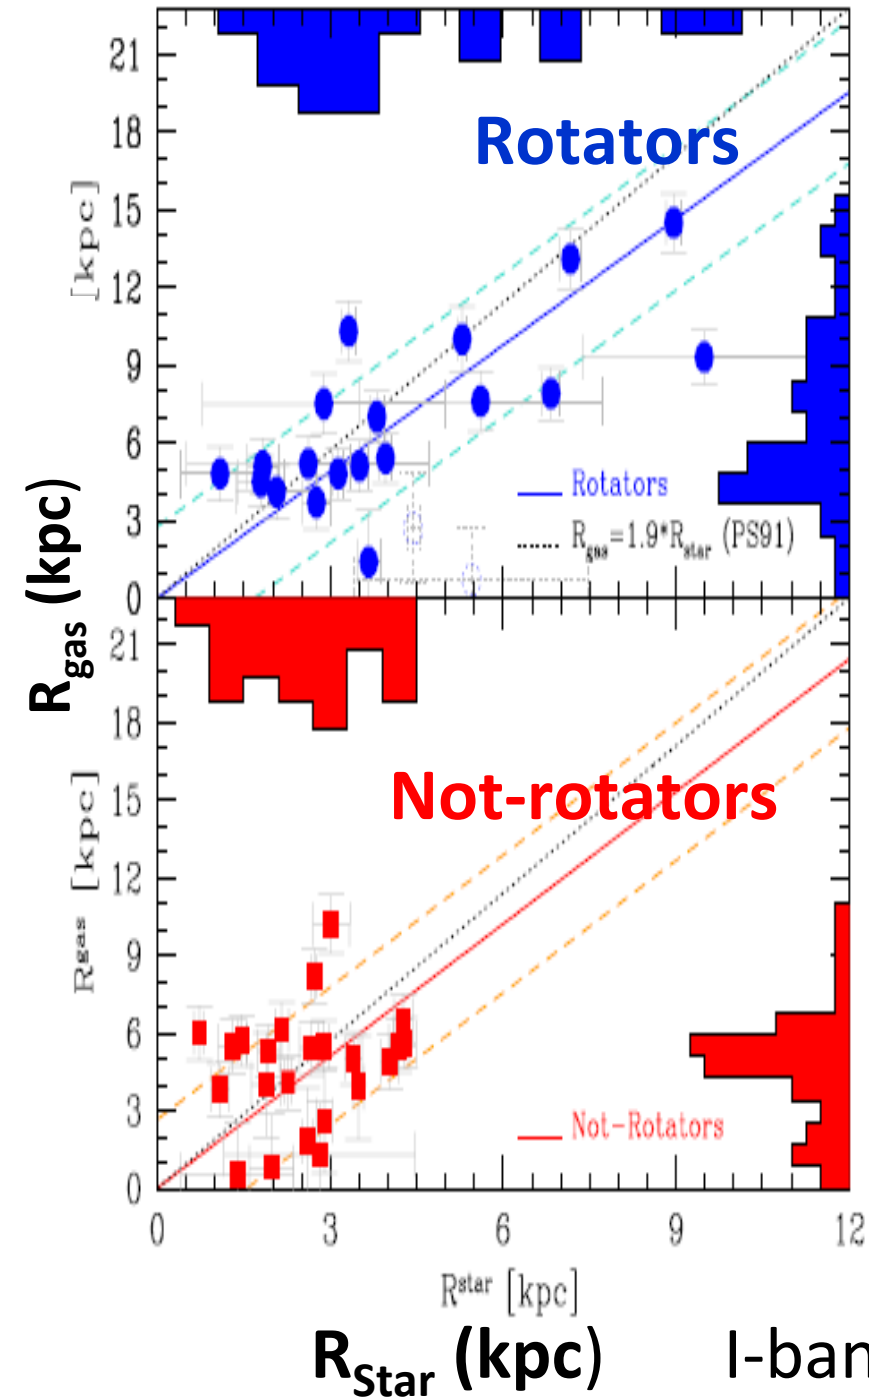 21
Rotators
18
15
[kpc]
12
9
6
Rotators
3
R_gas=1.9*R_star (PS91)
0
R_gas (kpc)
21
18
Not-rotators
15
12
R^gas [kpc]
9
6
3
Not-Rotators
0
0 3 6 9 12
R^star [kpc]
R_Star (kpc) I-ban